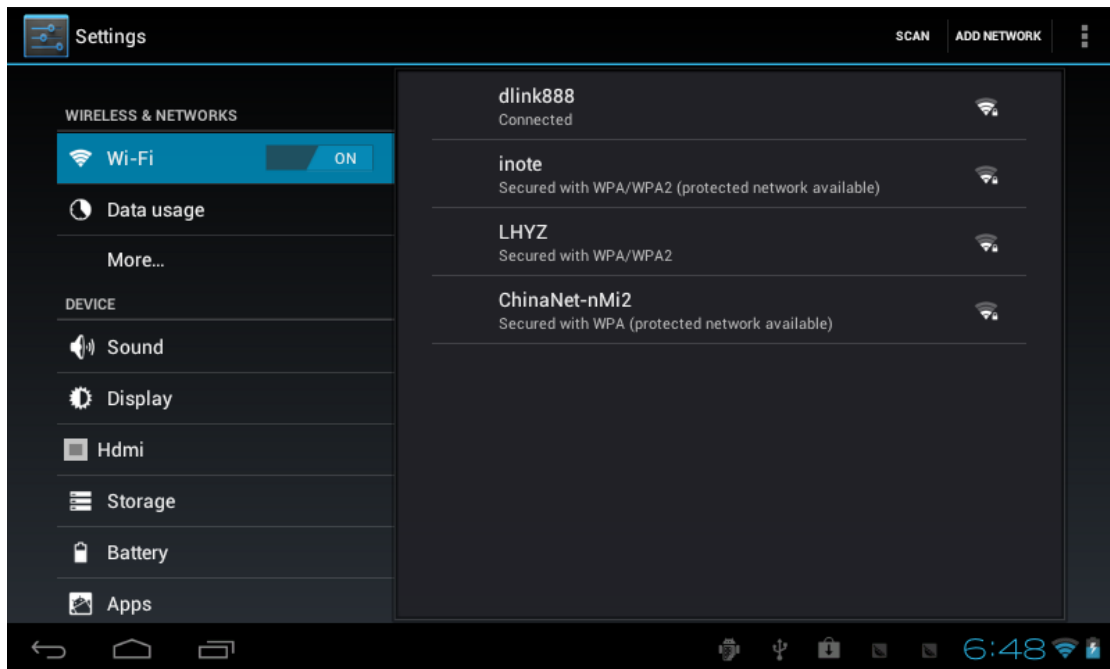 Settings
SCAN
ADD NETWORK
WIRELESS & NETWORKS
Wi-Fi
ON
Data usage
More...
DEVICE
Sound
Display
Hdmi
Storage
Battery
Apps
dlink888
Connected
inote
Secured with WPA/WPA2 (protected network available)
LHYZ
Secured with WPA/WPA2
ChinaNet-nMi2
Secured with WPA (protected network available)
6:48